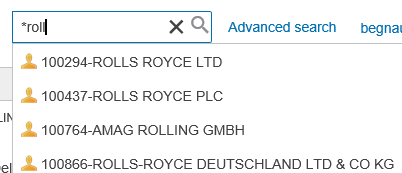 *roll
Advanced search
begnau
100294-ROLLS ROYCE LTD
100437-ROLLS ROYCE PLC
100764-AMAG ROLLING GMBH
100866-ROLLS-ROYCE DEUTSCHLAND LTD & CO KG